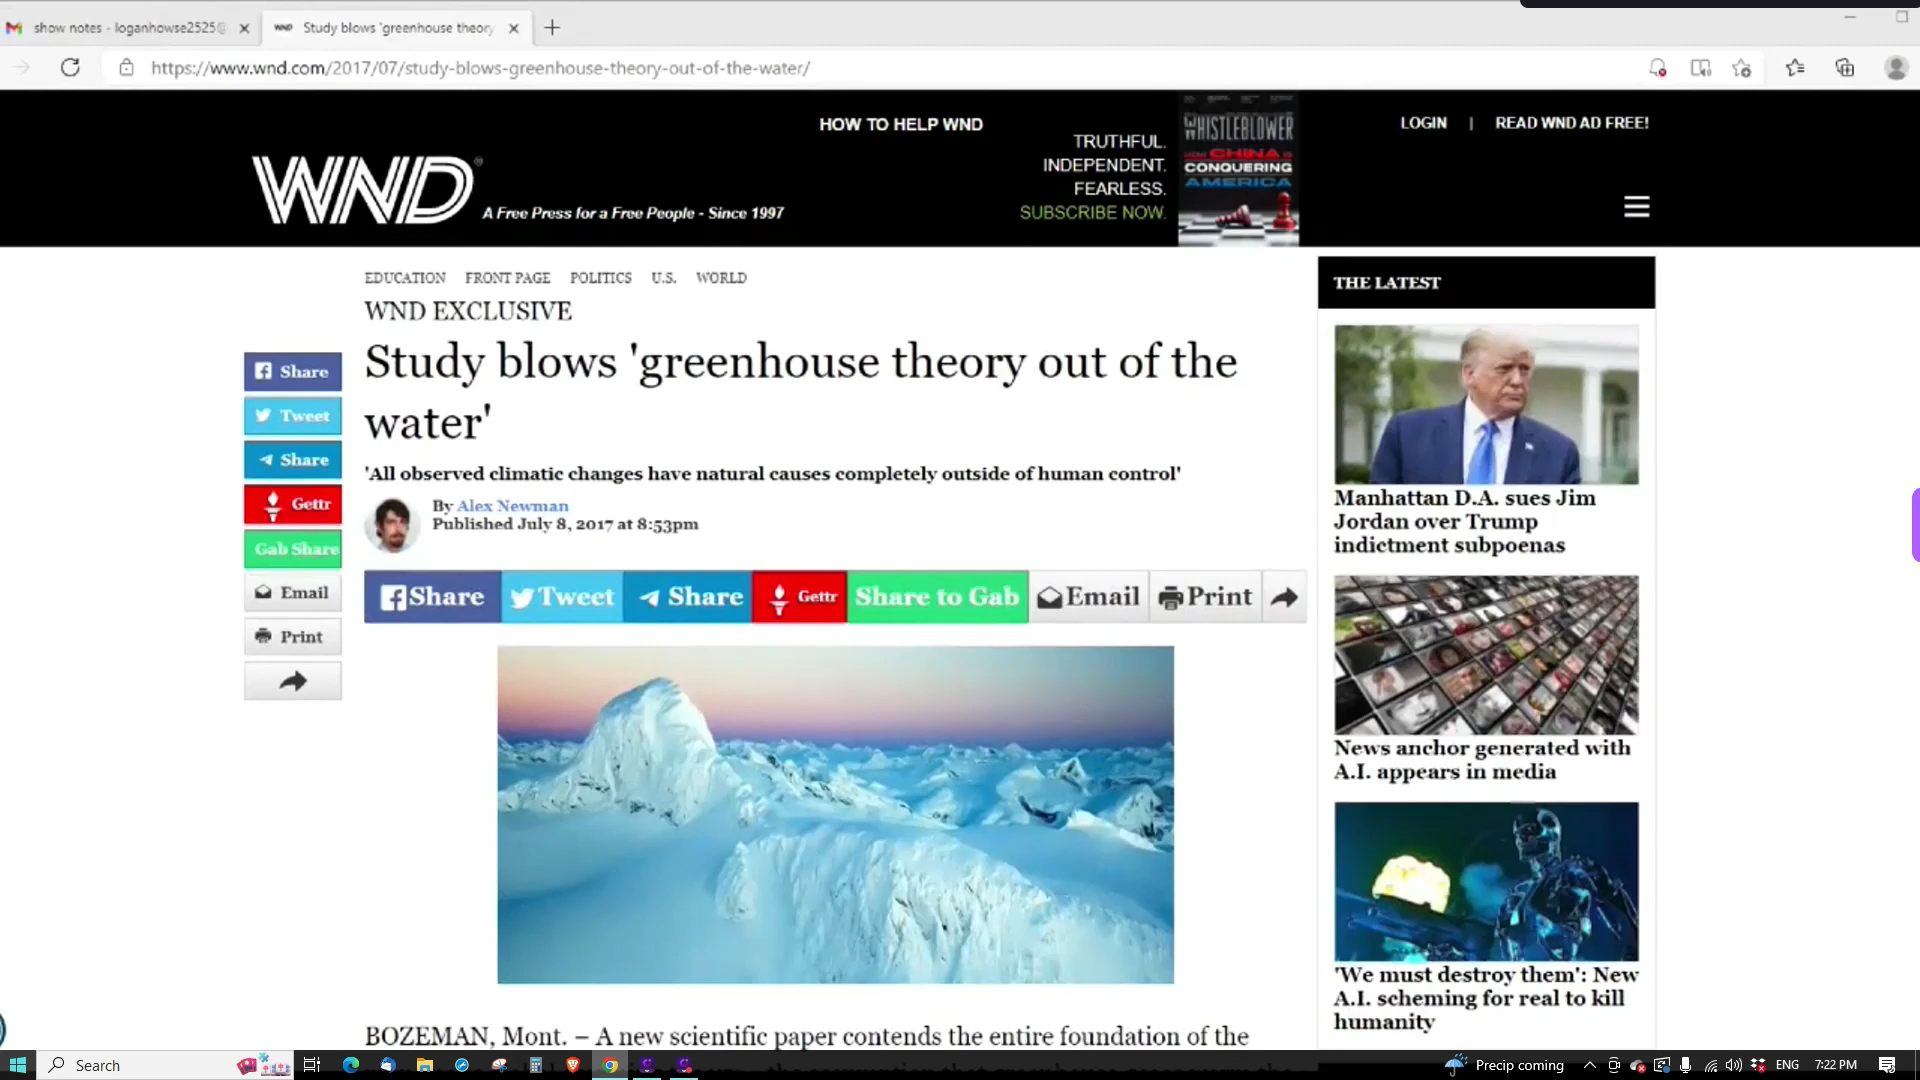 show notes - loganhowse2525@
WND Study blows 'greenhouse theory
https://www.wnd.com/2017/07/study-blows-greenhouse-theory-out-of-the-water/
HOW TO HELP WND
TRUTHFUL.
INDEPENDENT.
FEARLESS.
SUBSCRIBE NOW.
WHISTLEBLOWER
HOW CHINA IS
CONQUERING
AMERICA
LOGIN | READ WND AD FREE!
WND®
A Free Press for a Free People - Since 1997
EDUCATION FRONT PAGE POLITICS U.S. WORLD
WND EXCLUSIVE
Study blows 'greenhouse theory out of the
water'
'All observed climatic changes have natural causes completely outside of human control'
By Alex Newman
Published July 8, 2017 at 8:53pm
Share
Tweet
Share
Gettr
Gab Share
Email
Print
Share Tweet Share Gettr Share to Gab Email Print
BOZEMAN, Mont. – A new scientific paper contends the entire foundation of the
THE LATEST
Manhattan D.A. sues Jim
Jordan over Trump
indictment subpoenas
News anchor generated with
A.I. appears in media
'We must destroy them': New
A.I. scheming for real to kill
humanity
Search
Precip coming
ENG
7:22 PM